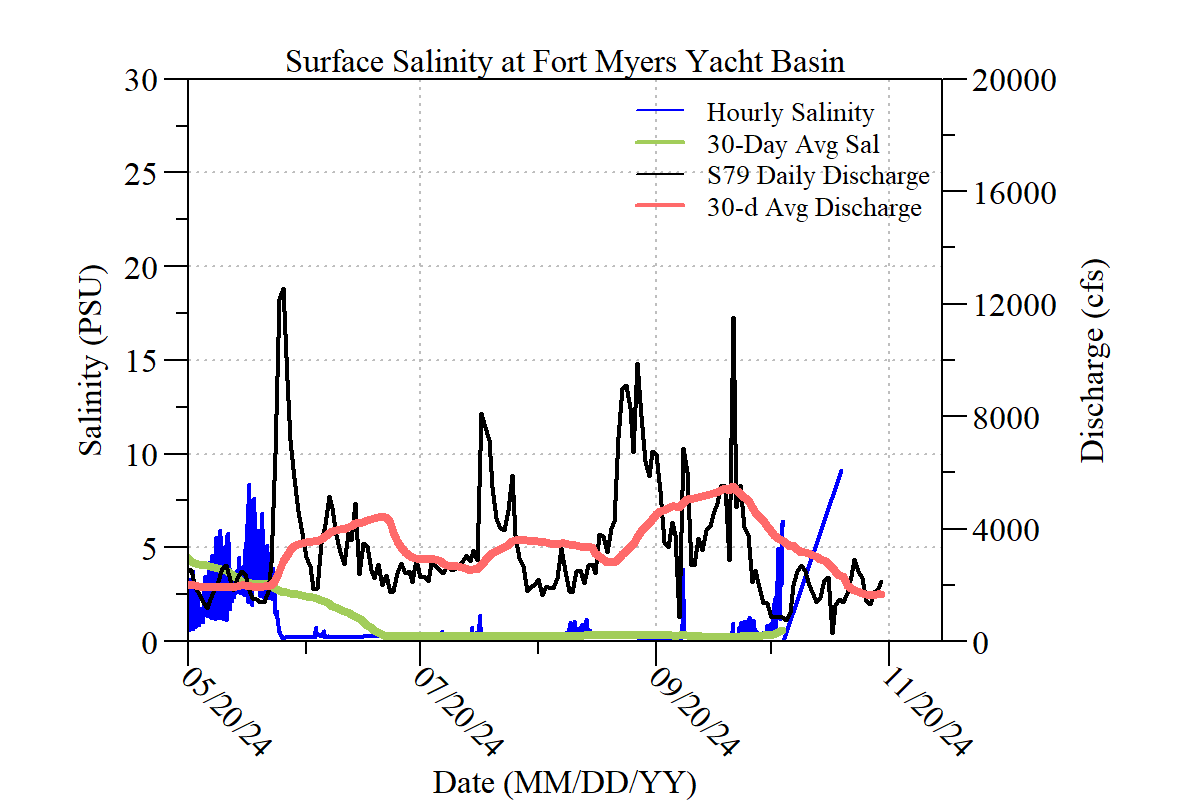 Surface Salinity at Fort Myers Yacht Basin
30
25
20
15
10
5
0
Salinity (PSU)
Hourly Salinity
30-Day Avg Sal
S79 Daily Discharge
30-d Avg Discharge
20000
16000
12000
8000
4000
0
Discharge (cfs)
05/20/24
07/20/24
09/20/24
11/20/24
Date (MM/DD/YY)